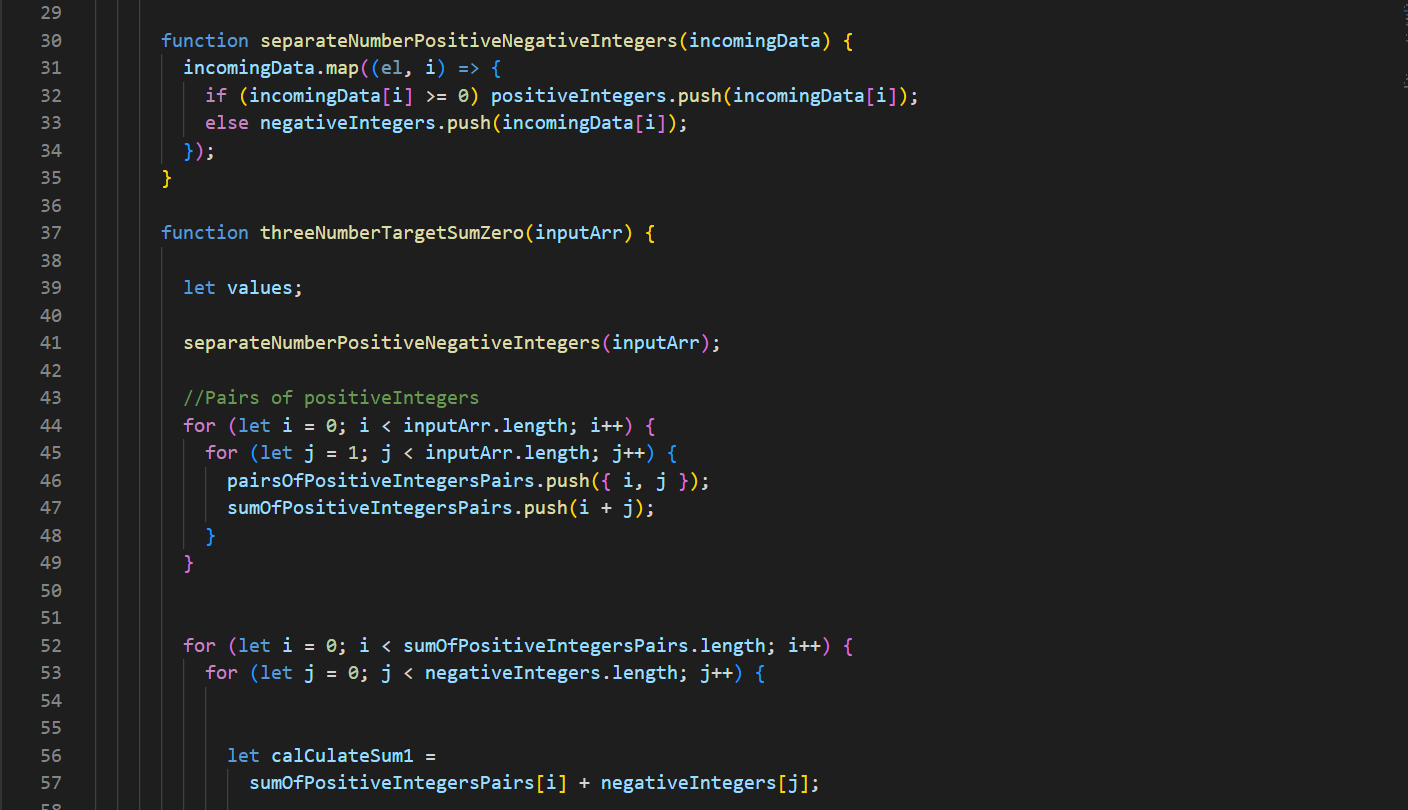 29
30 function separateNumberPositiveNegativeIntegers(incomingData) {
31 incomingData.map((el, i) => {
32 if (incomingData[i] >= 0) positiveIntegers.push(incomingData[i]);
33 else negativeIntegers.push(incomingData[i]);
34 });
35 }
36
37 function threeNumberTargetSumZero(inputArr) {
38
39 let values;
40
41 separateNumberPositiveNegativeIntegers(inputArr);
42
43 //Pairs of positiveIntegers
44 for (let i = 0; i < inputArr.length; i++) {
45 for (let j = 1; j < inputArr.length; j++) {
46 pairsOfPositiveIntegersPairs.push({ i, j });
47 sumOfPositiveIntegersPairs.push(i + j);
48 }
49 }
50
51
52 for (let i = 0; i < sumOfPositiveIntegersPairs.length; i++) {
53 for (let j = 0; j < negativeIntegers.length; j++) {
54
55
56 let calCulateSum1 =
57 sumOfPositiveIntegersPairs[i] + negativeIntegers[j];
58